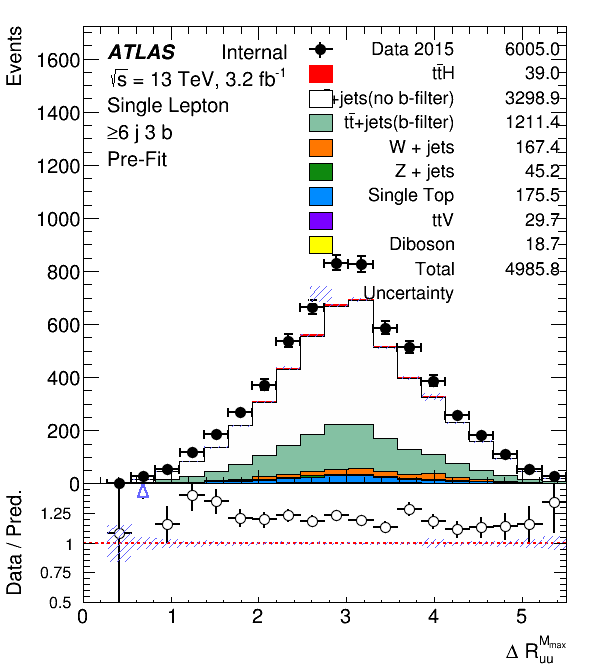 Events
1600
1400
1200
1000
800
600
400
200
0
ATLAS Internal
√s = 13 TeV, 3.2 fb⁻¹
Single Lepton
≥6 j 3 b
Pre-Fit
Data 2015 6005.0
tt̄H 39.0
+jets(no b-filter) 3298.9
tt̄+jets(b-filter) 1211.4
W + jets 167.4
Z + jets 45.2
Single Top 175.5
ttV 29.7
Diboson 18.7
Total 4985.8
Uncertainty
Data / Pred.
1.25
1
0.75
0.5
0 1 2 3 4 5
Δ R_uu^M_max